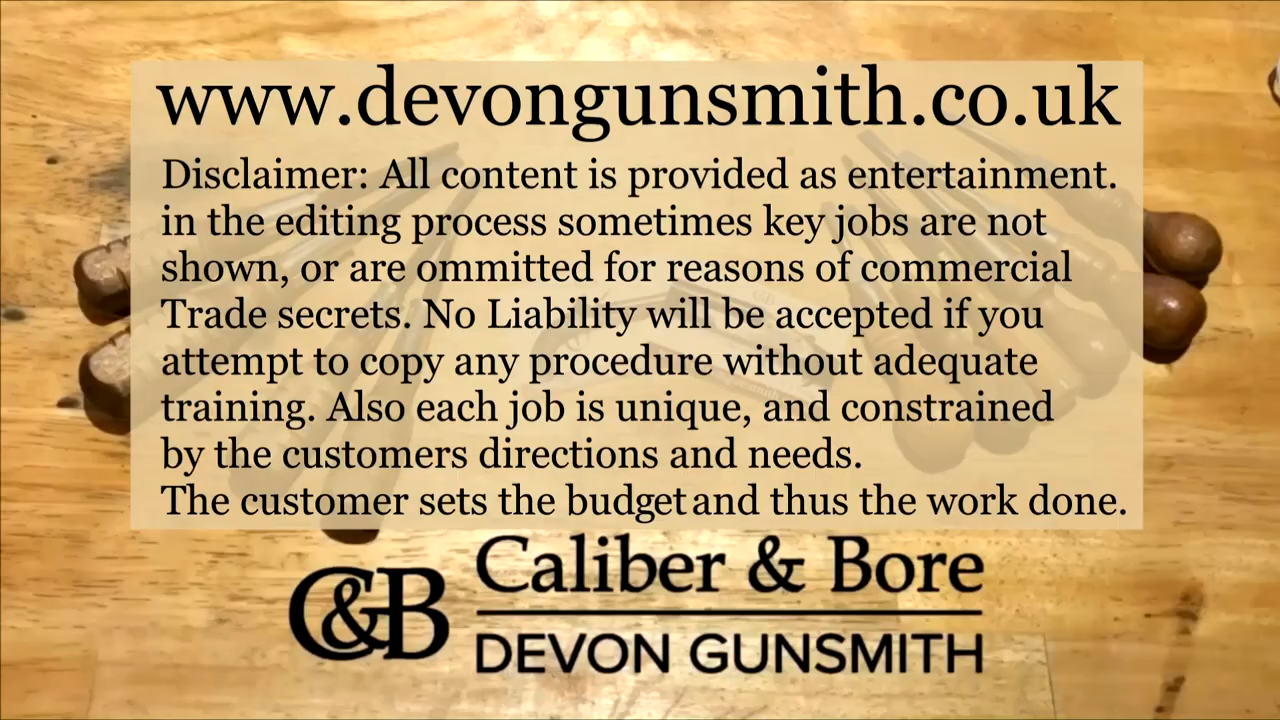 www.devongunsmith.co.uk
Disclaimer: All content is provided as entertainment.
in the editing process sometimes key jobs are not
shown, or are ommitted for reasons of commercial
Trade secrets. No Liability will be accepted if you
attempt to copy any procedure without adequate
training. Also each job is unique, and constrained
by the customers directions and needs.
The customer sets the budget and thus the work done.
C&B
Caliber & Bore
DEVON GUNSMITH